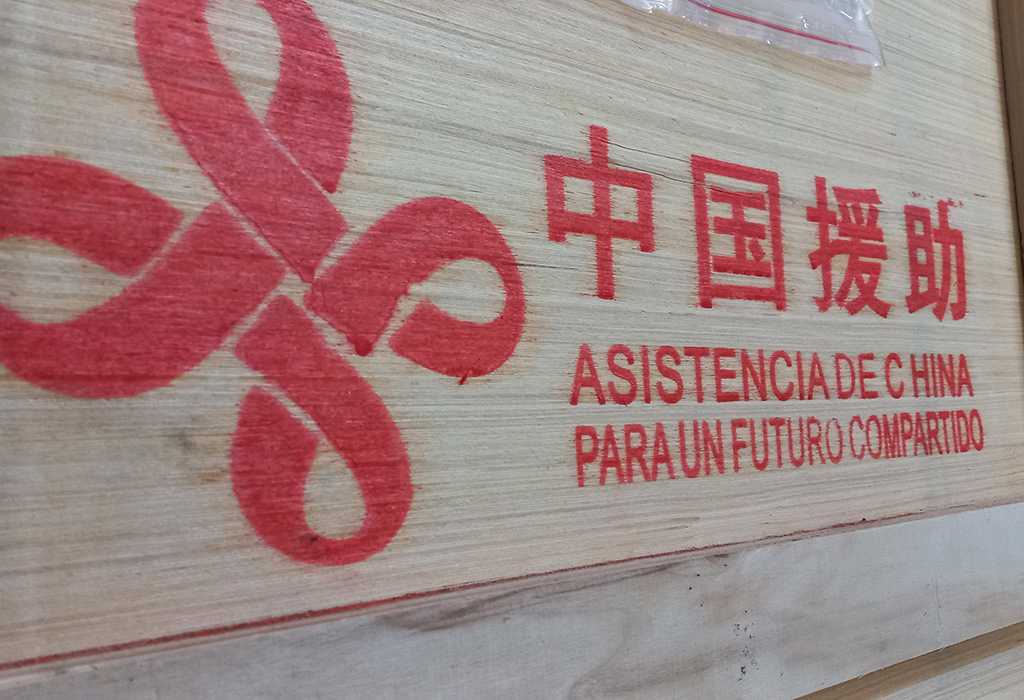 中国援助
ASISTENCIA DE CHINA
PARA UN FUTURO COMPARTIDO